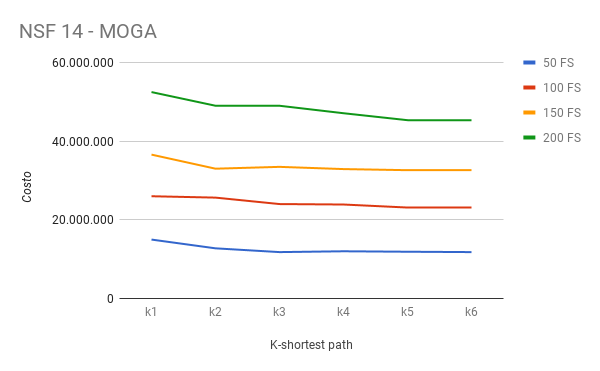 NSF 14 - MOGA
60.000.000
40.000.000
20.000.000
0
Costo
k1 k2 k3 k4 k5 k6
K-shortest path
50 FS
100 FS
150 FS
200 FS